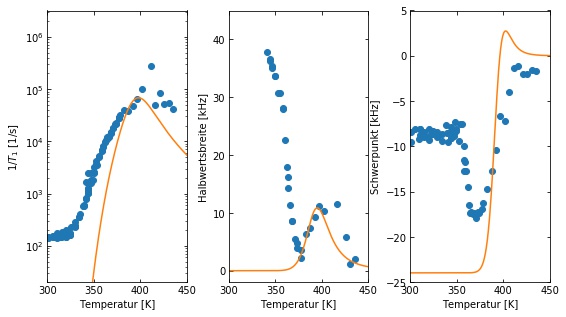 1/T₁ [1/s]
10⁶
10⁵
10⁴
10³
10²
300 350 400 450
Temperatur [K]
Halbwertsbreite [kHz]
40
30
20
10
0
300 350 400 450
Temperatur [K]
Schwerpunkt [kHz]
5
0
−5
−10
−15
−20
−25
300 350 400 450
Temperatur [K]